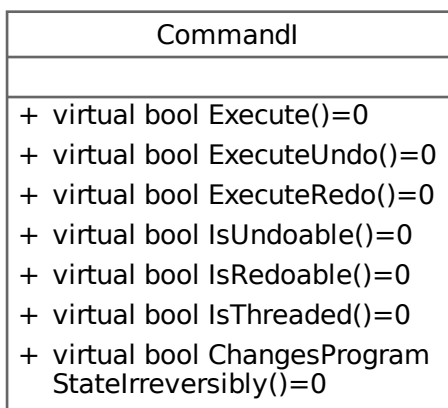 CommandI
+ virtual bool Execute()=0
+ virtual bool ExecuteUndo()=0
+ virtual bool ExecuteRedo()=0
+ virtual bool IsUndoable()=0
+ virtual bool IsRedoable()=0
+ virtual bool IsThreaded()=0
+ virtual bool ChangesProgram
StateIrreversibly()=0